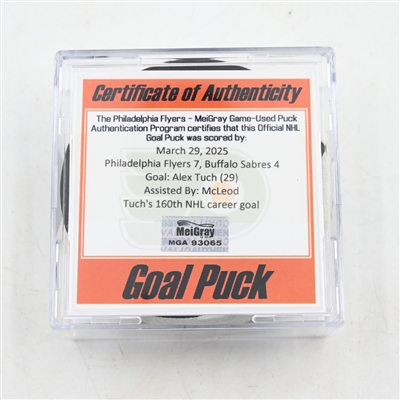 Certificate of Authenticity
The Philadelphia Flyers - MeiGray Game-Used Puck
Authentication Program certifies that this Official NHL
Goal Puck was scored by:
March 29, 2025
Philadelphia Flyers 7, Buffalo Sabres 4
Goal: Alex Tuch (29)
Assisted By: McLeod
Tuch's 160th NHL career goal
MeiGray
MGA 93065
Goal Puck